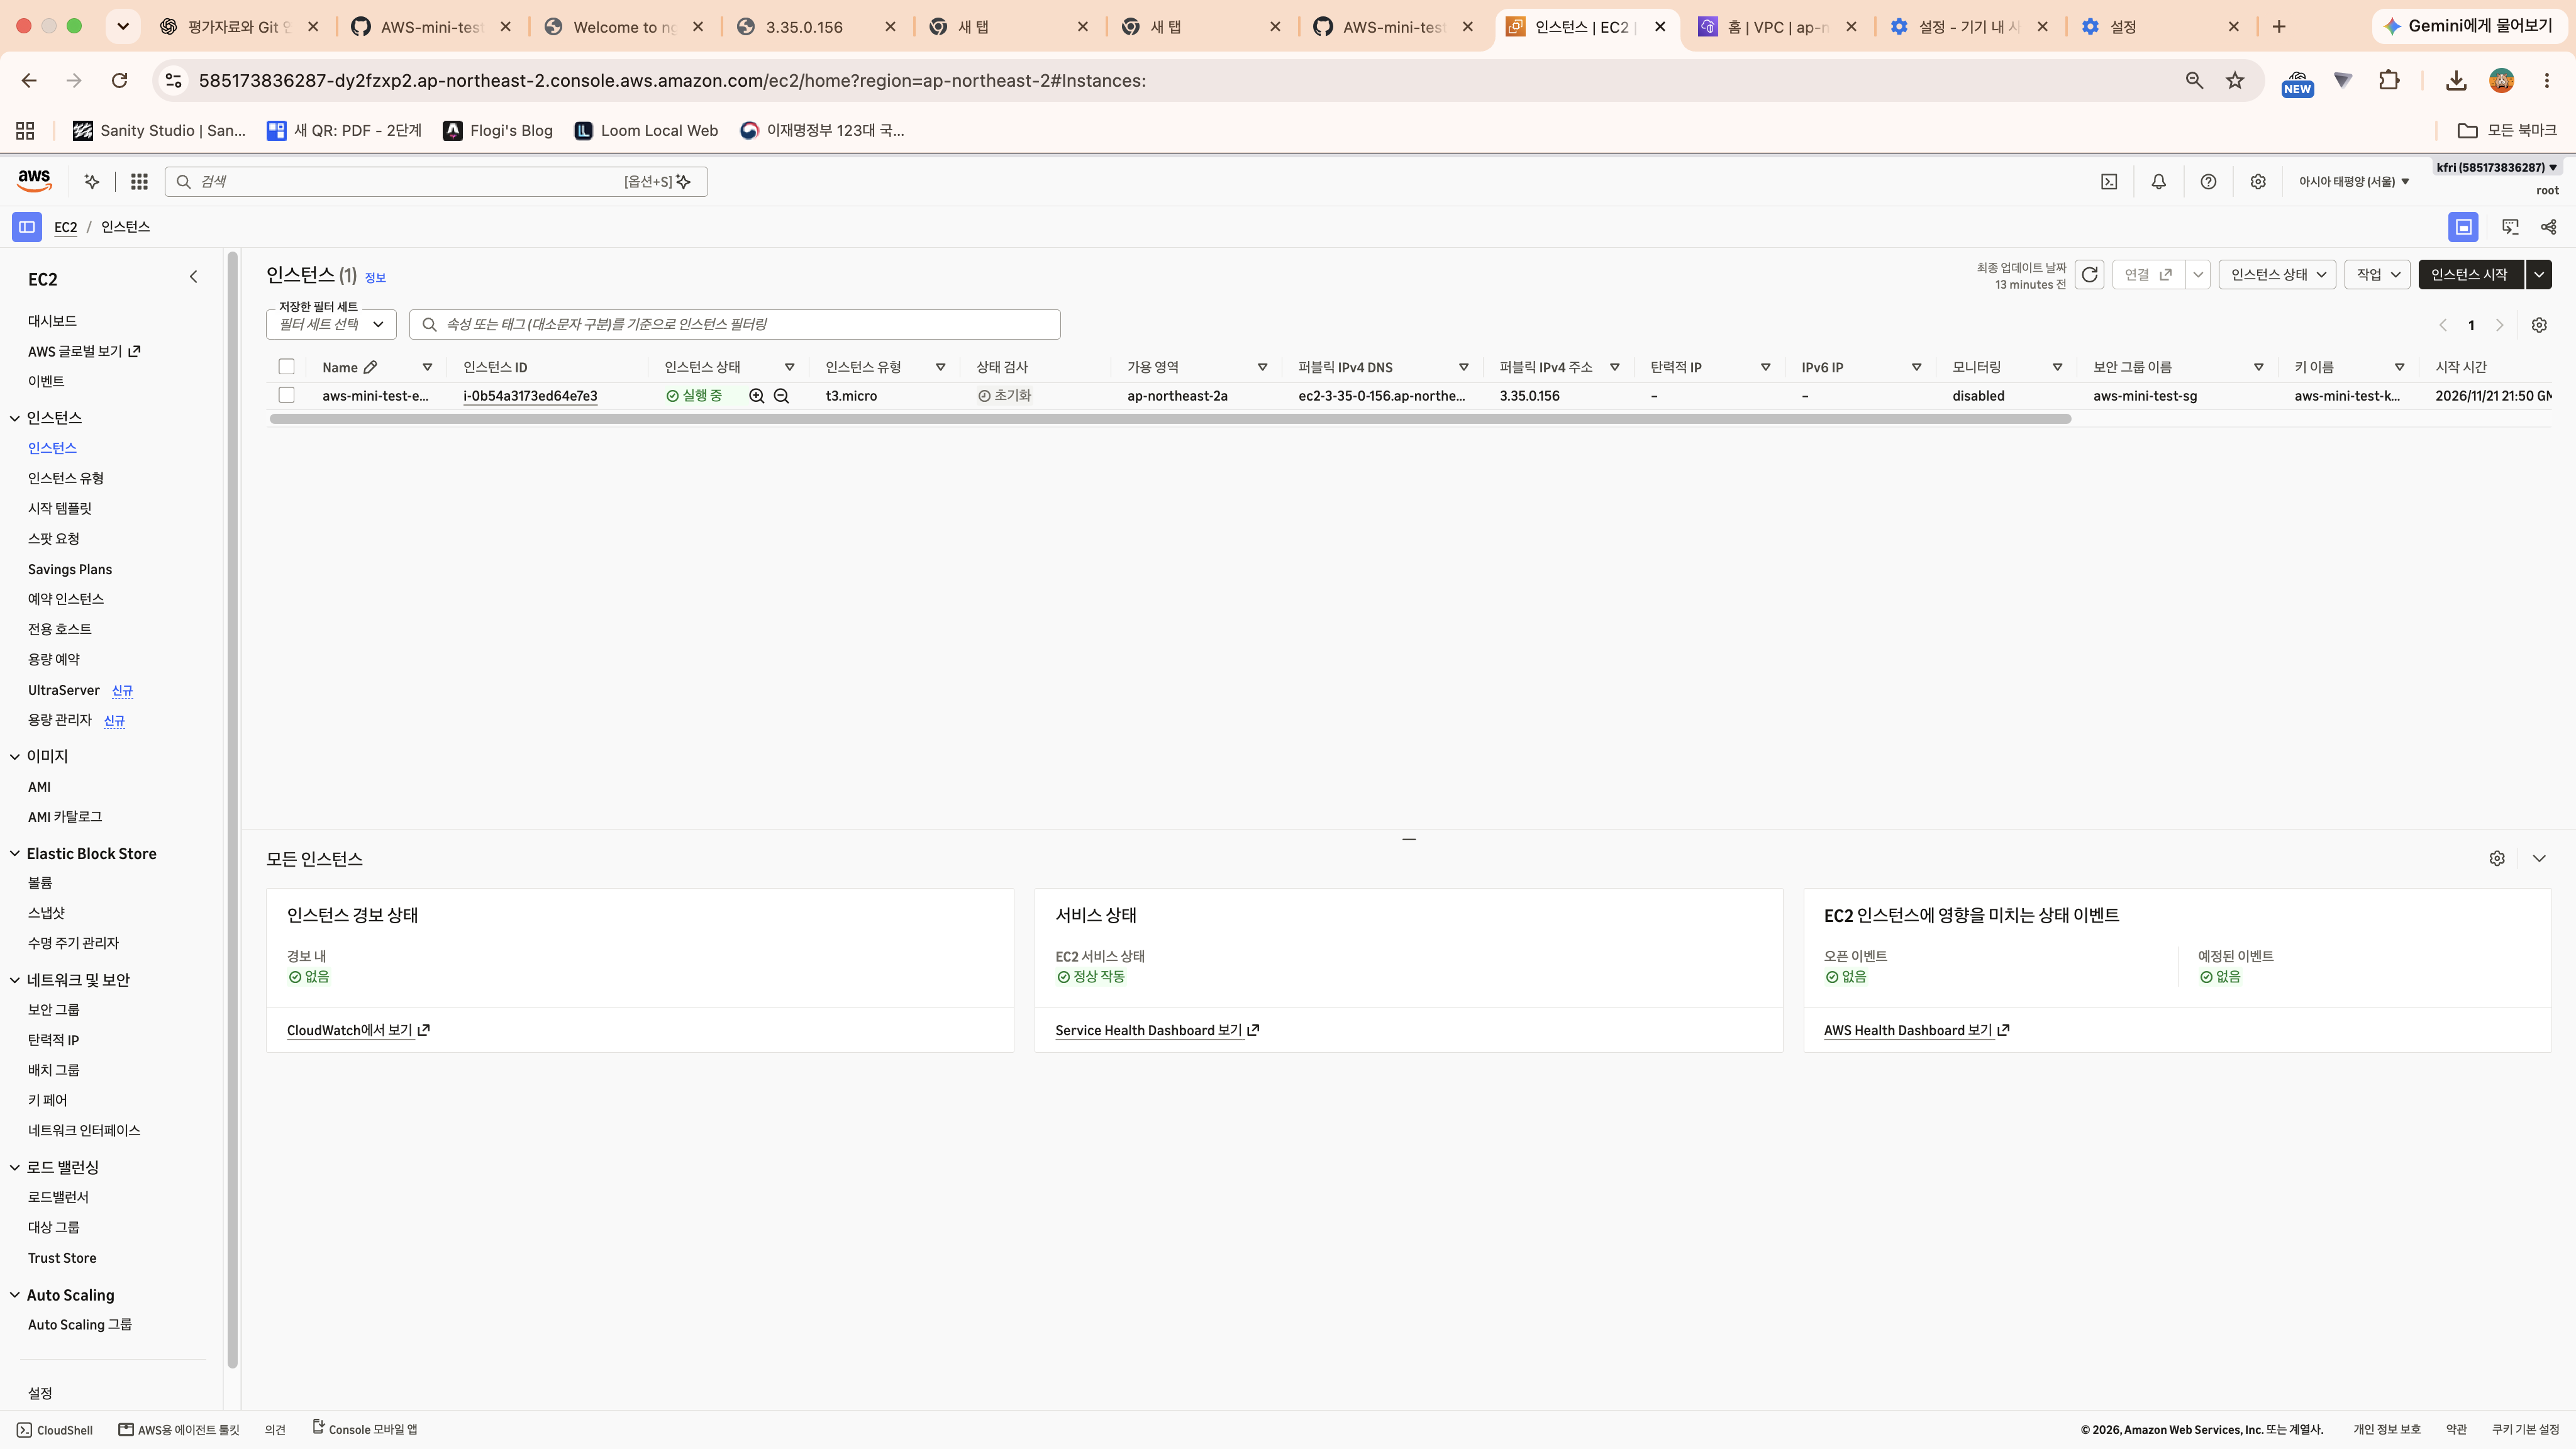 평가자료와 Git 연
AWS-mini-test
Welcome to ng
3.35.0.156
새 탭
새 탭
AWS-mini-test
인스턴스 | EC2 |
홈 | VPC | ap-n
설정 - 기기 내 사
설정
Gemini에게 물어보기
585173836287-dy2fzxp2.ap-northeast-2.console.aws.amazon.com/ec2/home?region=ap-northeast-2#Instances:
NEW
Sanity Studio | San...
새 QR: PDF - 2단계
Flogi's Blog
Loom Local Web
이재명정부 123대 국...
모든 북마크
aws
검색
[옵션+S]
아시아 태평양 (서울)
kfri (585173836287)
root
EC2 / 인스턴스
EC2
대시보드
AWS 글로벌 보기
이벤트
인스턴스
인스턴스
인스턴스 유형
시작 템플릿
스팟 요청
Savings Plans
예약 인스턴스
전용 호스트
용량 예약
UltraServer 신규
용량 관리자 신규
이미지
AMI
AMI 카탈로그
Elastic Block Store
볼륨
스냅샷
수명 주기 관리자
네트워크 및 보안
보안 그룹
탄력적 IP
배치 그룹
키 페어
네트워크 인터페이스
로드 밸런싱
로드밸런서
대상 그룹
Trust Store
Auto Scaling
Auto Scaling 그룹
설정
인스턴스 (1) 정보
최종 업데이트 날짜
13 minutes 전
연결
인스턴스 상태
작업
인스턴스 시작
저장한 필터 세트
필터 세트 선택
속성 또는 태그 (대소문자 구분)를 기준으로 인스턴스 필터링
1
Name 인스턴스 ID 인스턴스 상태 인스턴스 유형 상태 검사 가용 영역 퍼블릭 IPv4 DNS 퍼블릭 IPv4 주소 탄력적 IP IPv6 IP 모니터링 보안 그룹 이름 키 이름 시작 시간
aws-mini-test-e... i-0b54a3173ed64e7e3 실행 중 t3.micro 초기화 ap-northeast-2a ec2-3-35-0-156.ap-northe... 3.35.0.156 – – disabled aws-mini-test-sg aws-mini-test-k... 2026/11/21 21:50 GM
모든 인스턴스
인스턴스 경보 상태
경보 내
없음
CloudWatch에서 보기
서비스 상태
EC2 서비스 상태
정상 작동
Service Health Dashboard 보기
EC2 인스턴스에 영향을 미치는 상태 이벤트
오픈 이벤트
없음
예정된 이벤트
없음
AWS Health Dashboard 보기
CloudShell
AWS용 에이전트 툴킷
의견
Console 모바일 앱
© 2026, Amazon Web Services, Inc. 또는 계열사.
개인 정보 보호
약관
쿠키 기본 설정